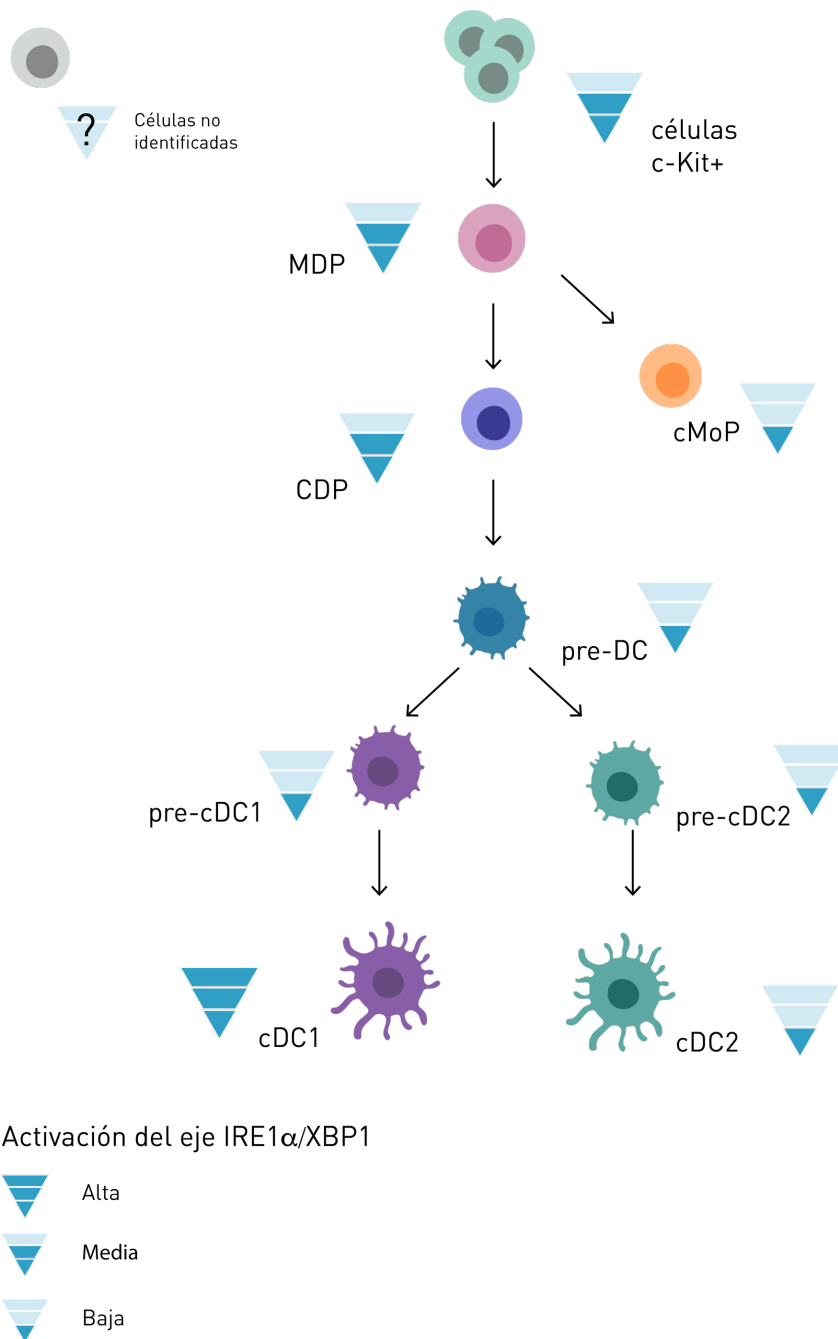 ?
Células no
identificadas
células
c-Kit+
MDP
cMoP
CDP
pre-DC
pre-cDC1
pre-cDC2
cDC1
cDC2
Activación del eje IRE1α/XBP1
Alta
Media
Baja